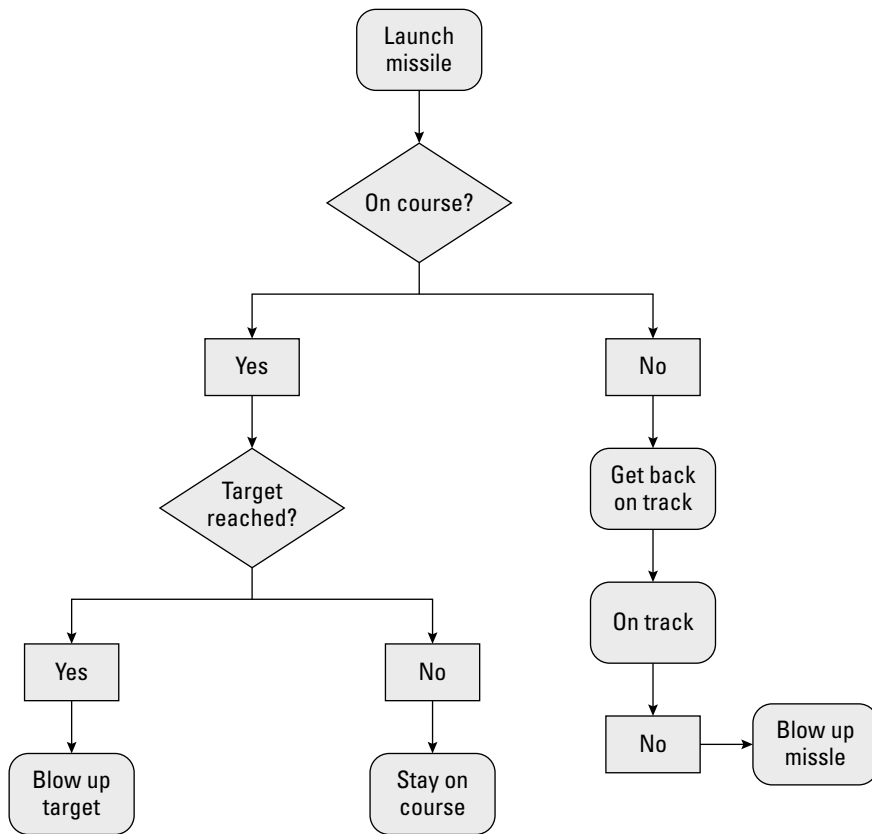 Launch
missile
On course?
Yes
No
Target
reached?
Get back
on track
On track
Yes
No
No
Blow up
missle
Blow up
target
Stay on
course